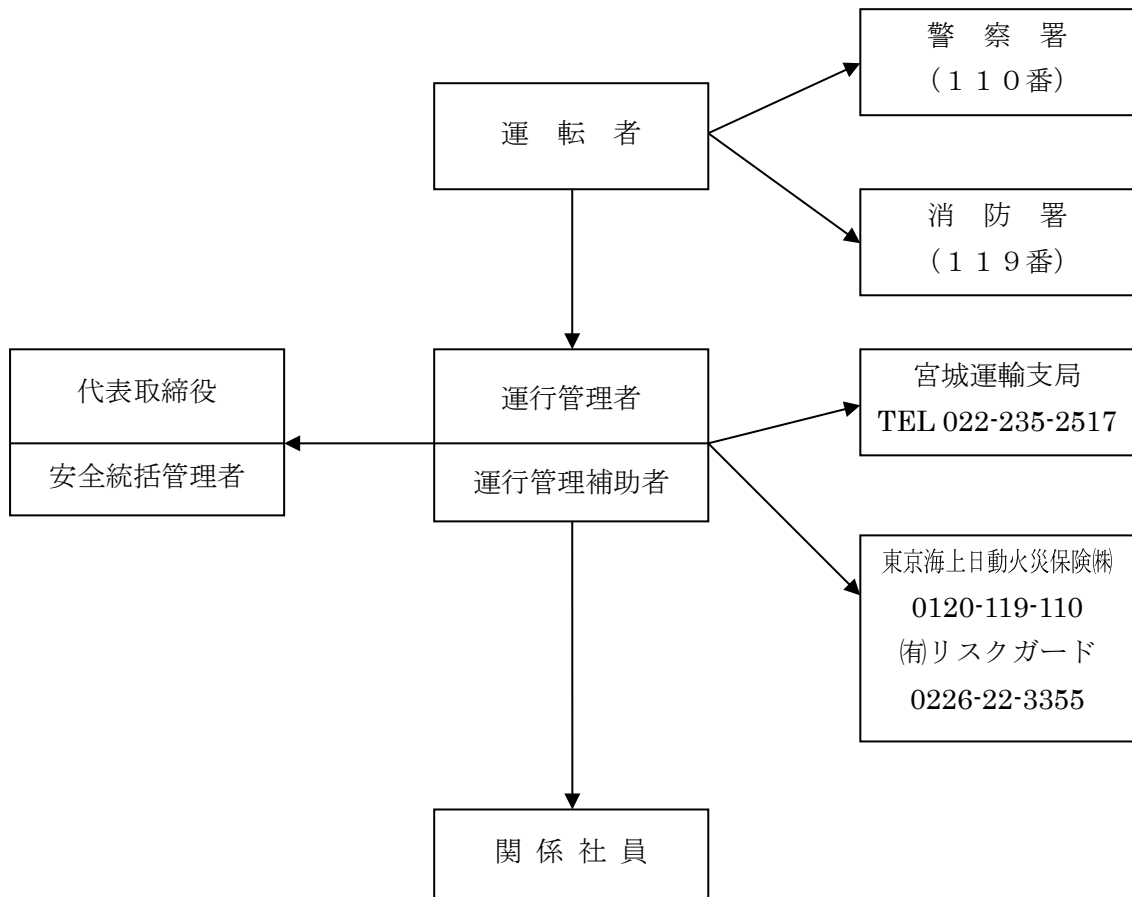 警 察 署
（１１０番）
運 転 者
消 防 署
（１１９番）
代表取締役
安全統括管理者
運行管理者
運行管理補助者
宮城運輸支局
TEL 022-235-2517
東京海上日動火災保険㈱
0120-119-110
㈲リスクガード
0226-22-3355
関 係 社 員